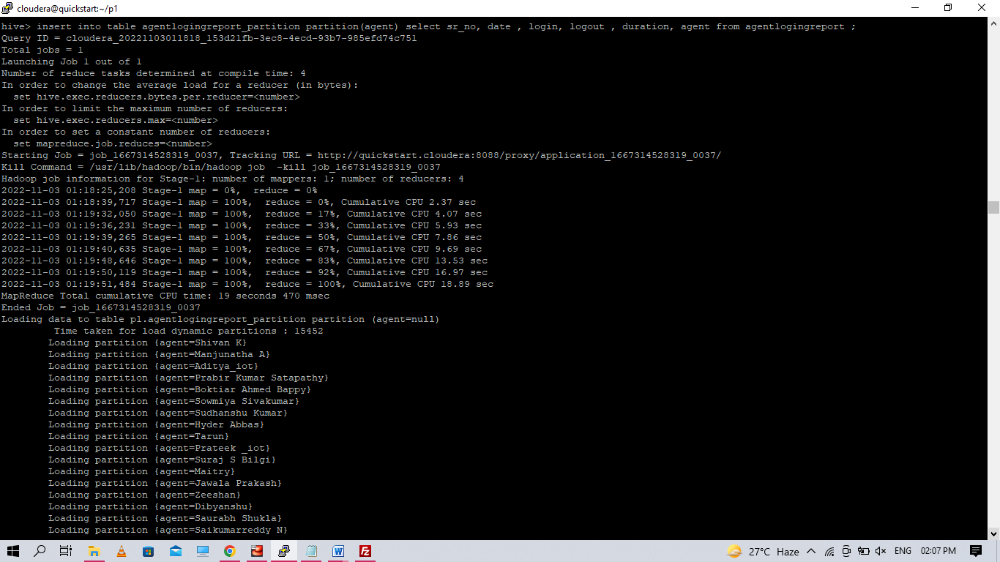 cloudera@quickstart:~/p1
hive> insert into table agentlogingreport_partition partition(agent) select sr_no, date , login, logout , duration, agent from agentlogingreport ;
Query ID = cloudera_20221103011818_153d21fb-3ec8-4ecd-93b7-985efd74c751
Total jobs = 1
Launching Job 1 out of 1
Number of reduce tasks determined at compile time: 4
In order to change the average load for a reducer (in bytes):
  set hive.exec.reducers.bytes.per.reducer=<number>
In order to limit the maximum number of reducers:
  set hive.exec.reducers.max=<number>
In order to set a constant number of reducers:
  set mapreduce.job.reduces=<number>
Starting Job = job_1667314528319_0037, Tracking URL = http://quickstart.cloudera:8088/proxy/application_1667314528319_0037/
Kill Command = /usr/lib/hadoop/bin/hadoop job  -kill job_1667314528319_0037
Hadoop job information for Stage-1: number of mappers: 1; number of reducers: 4
2022-11-03 01:18:25,208 Stage-1 map = 0%,  reduce = 0%
2022-11-03 01:18:39,717 Stage-1 map = 100%,  reduce = 0%, Cumulative CPU 2.37 sec
2022-11-03 01:19:32,050 Stage-1 map = 100%,  reduce = 17%, Cumulative CPU 4.07 sec
2022-11-03 01:19:36,231 Stage-1 map = 100%,  reduce = 33%, Cumulative CPU 5.93 sec
2022-11-03 01:19:39,265 Stage-1 map = 100%,  reduce = 50%, Cumulative CPU 7.86 sec
2022-11-03 01:19:40,635 Stage-1 map = 100%,  reduce = 67%, Cumulative CPU 9.69 sec
2022-11-03 01:19:48,646 Stage-1 map = 100%,  reduce = 83%, Cumulative CPU 13.53 sec
2022-11-03 01:19:50,119 Stage-1 map = 100%,  reduce = 92%, Cumulative CPU 16.97 sec
2022-11-03 01:19:51,484 Stage-1 map = 100%,  reduce = 100%, Cumulative CPU 18.89 sec
MapReduce Total cumulative CPU time: 19 seconds 470 msec
Ended Job = job_1667314528319_0037
Loading data to table p1.agentlogingreport_partition partition (agent=null)
         Time taken for load dynamic partitions : 15452
        Loading partition {agent=Shivan K}
        Loading partition {agent=Manjunatha A}
        Loading partition {agent=Aditya_iot}
        Loading partition {agent=Prabir Kumar Satapathy}
        Loading partition {agent=Boktiar Ahmed Bappy}
        Loading partition {agent=Sowmiya Sivakumar}
        Loading partition {agent=Sudhanshu Kumar}
        Loading partition {agent=Hyder Abbas}
        Loading partition {agent=Tarun}
        Loading partition {agent=Prateek _iot}
        Loading partition {agent=Suraj S Bilgi}
        Loading partition {agent=Maitry}
        Loading partition {agent=Jawala Prakash}
        Loading partition {agent=Zeeshan}
        Loading partition {agent=Dibyanshu}
        Loading partition {agent=Saurabh Shukla}
        Loading partition {agent=Saikumarreddy N}
27°C Haze ENG 02:07 PM